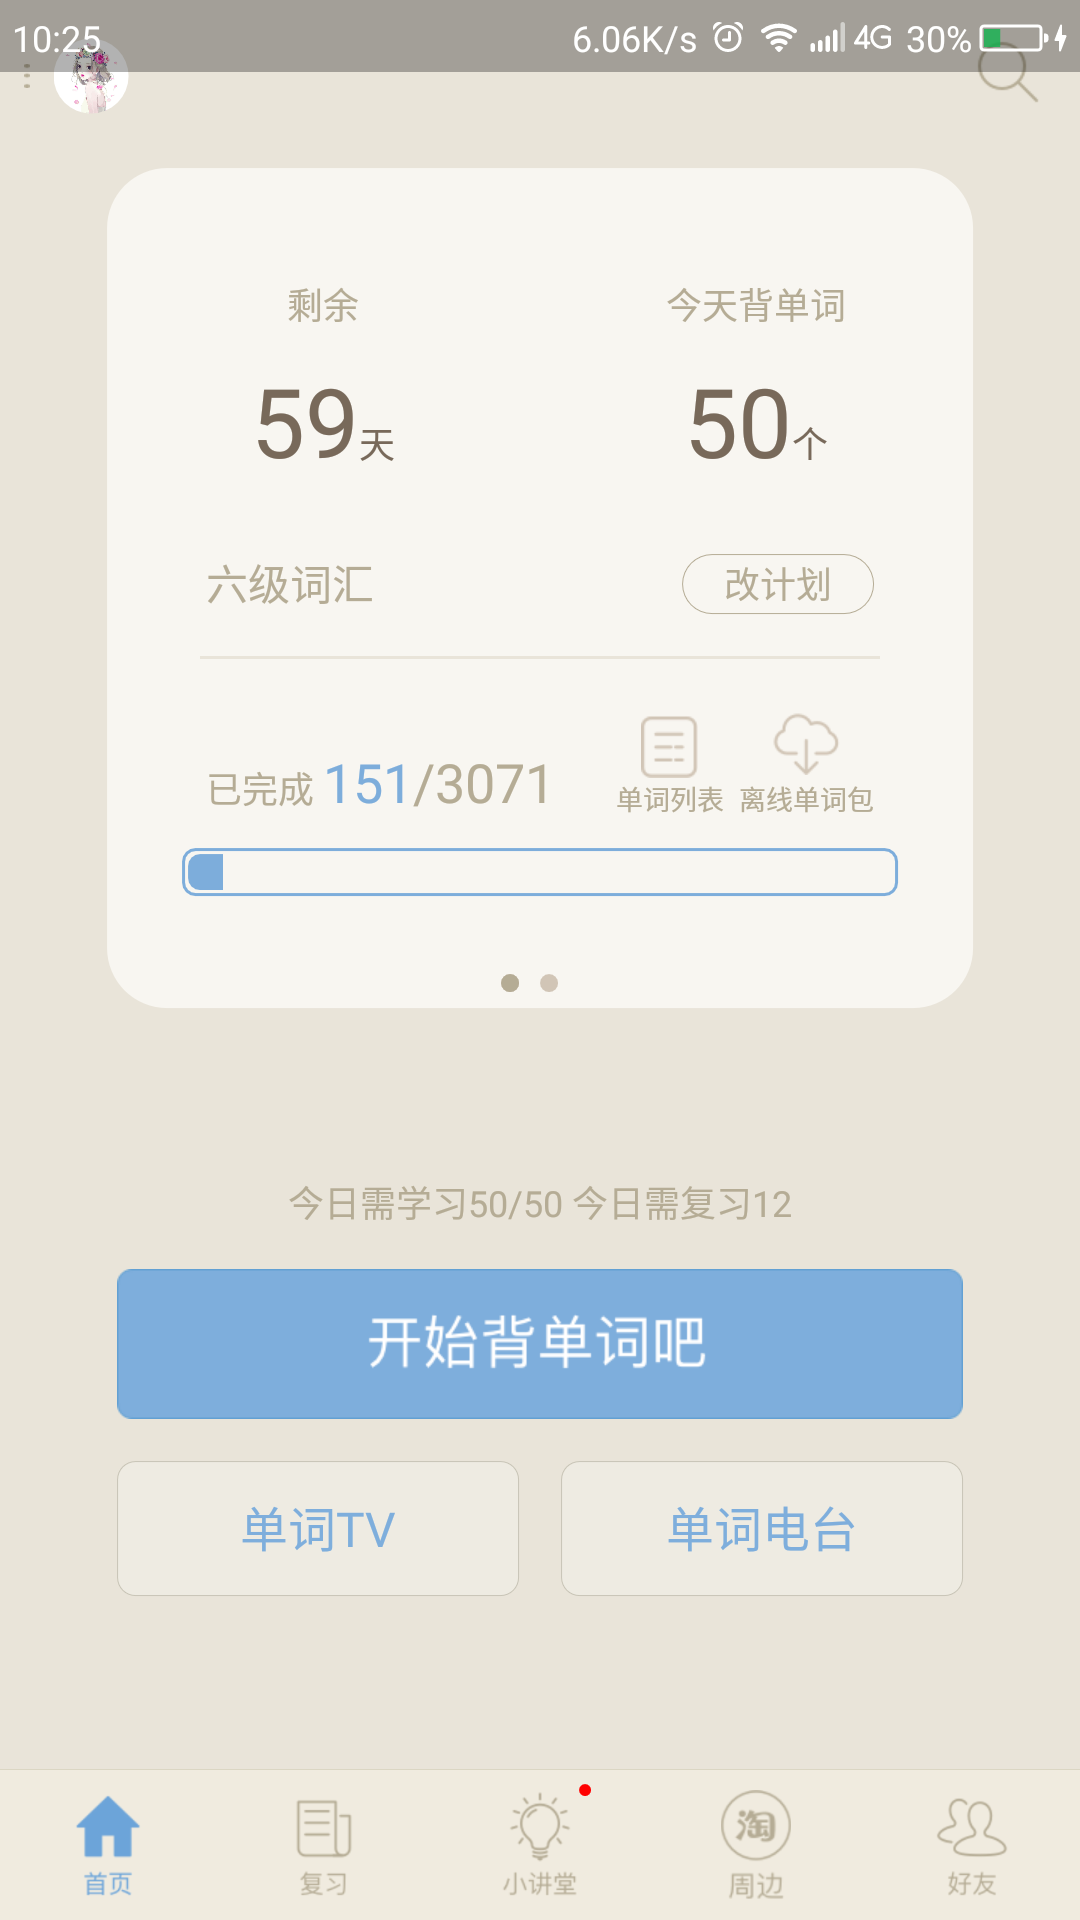 10:25 6.06K/s 4G 30%
剩余 今天背单词
59天 50个
六级词汇 改计划
已完成 151/3071 单词列表 离线单词包
今日需学习50/50 今日需复习12
开始背单词吧
单词TV 单词电台
淘
首页 复习 小讲堂 周边 好友